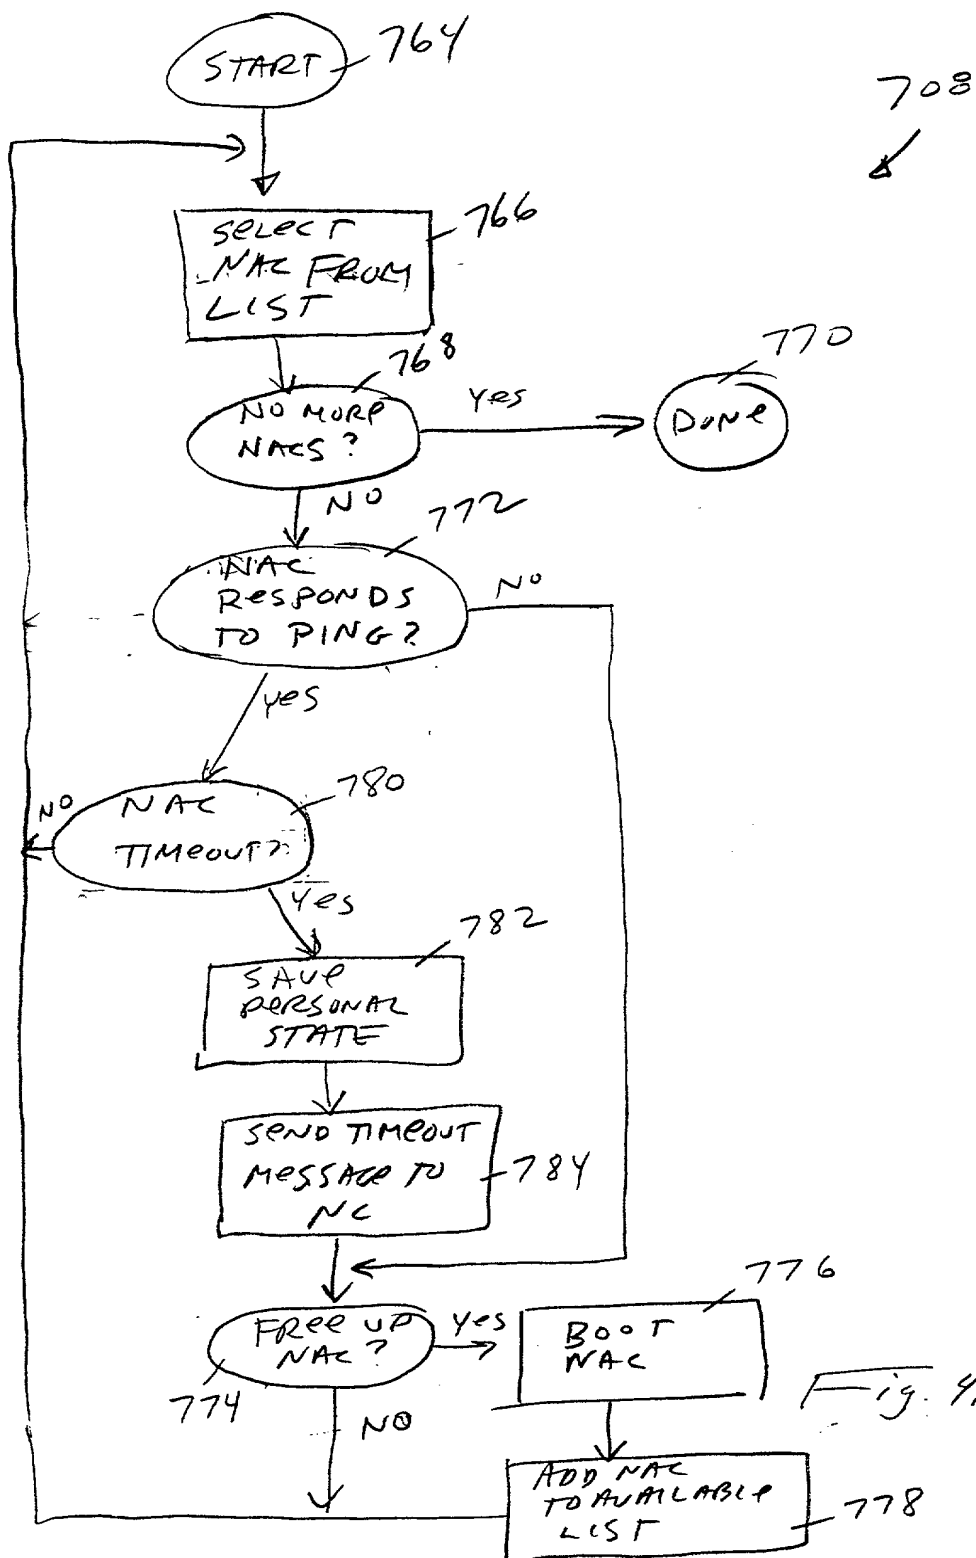 START
764
708
SELECT
NAC FROM
LIST
766
768
NO MORE
NACS?
Yes
770
DONE
NO
772
NAC
RESPONDS
TO PING?
NO
yes
NO
NAC
TIMEOUT?
780
Yes
782
SAVE
PERSONAL
STATE
SEND TIMEOUT
MESSAGE TO
NC
784
776
FREE UP
NAC?
774
Yes
BOOT
NAC
Fig. 4
NO
ADD NAC
TO AVAILABLE
LIST
778